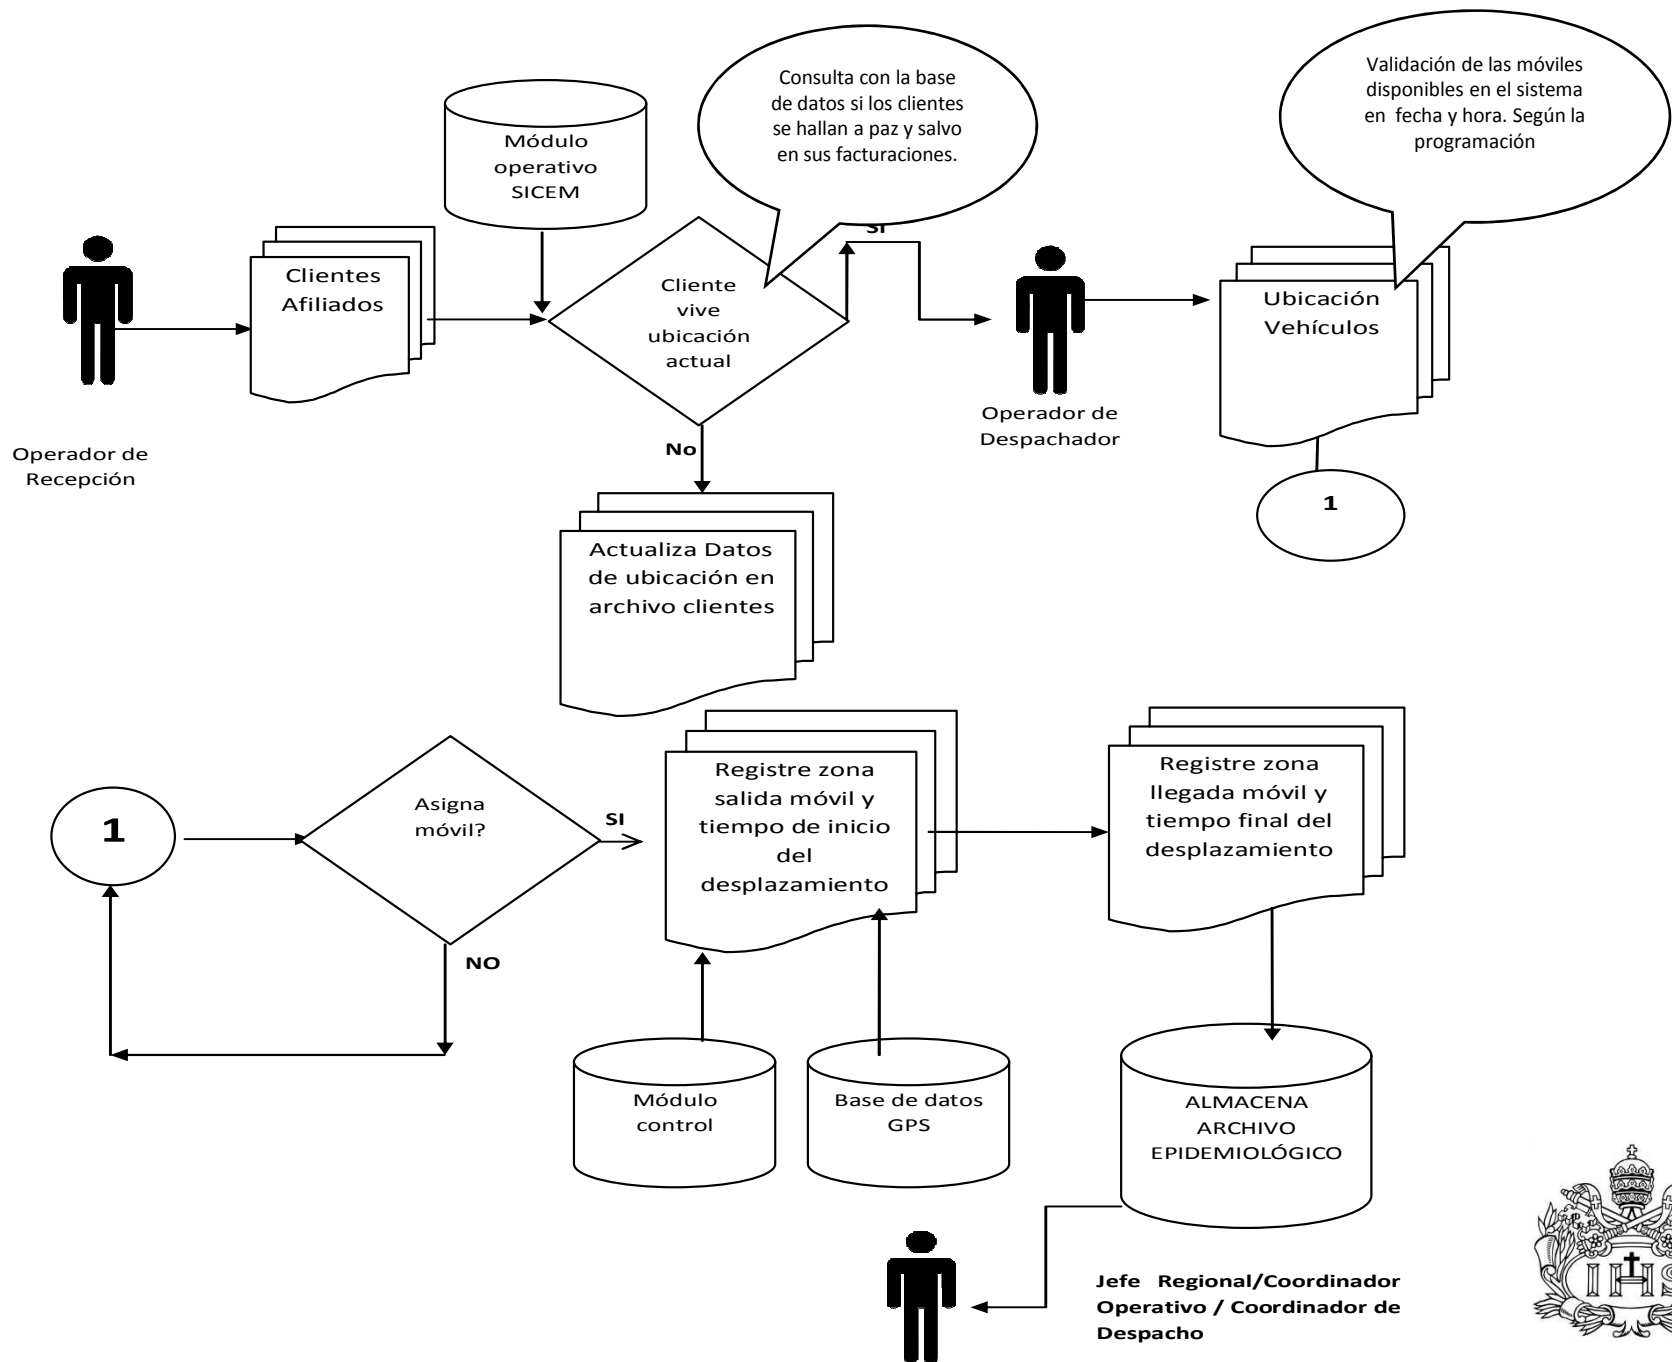 Consulta con la base
de datos si los clientes
se hallan a paz y salvo
en sus facturaciones.
Validación de las móviles
disponibles en el sistema
en fecha y hora. Según la
programación
Módulo
operativo
SICEM
Clientes
Afiliados
Cliente
vive
ubicación
actual
SI
Ubicación
Vehículos
Operador de
Despachador
Operador de
Recepción
No
1
Actualiza Datos
de ubicación en
archivo clientes
1
Asigna
móvil?
SI
NO
Registre zona
salida móvil y
tiempo de inicio
del
desplazamiento
Registre zona
llegada móvil y
tiempo final del
desplazamiento
Módulo
control
Base de datos
GPS
ALMACENA
ARCHIVO
EPIDEMIOLÓGICO
Jefe Regional/Coordinador
Operativo / Coordinador de
Despacho
IHS